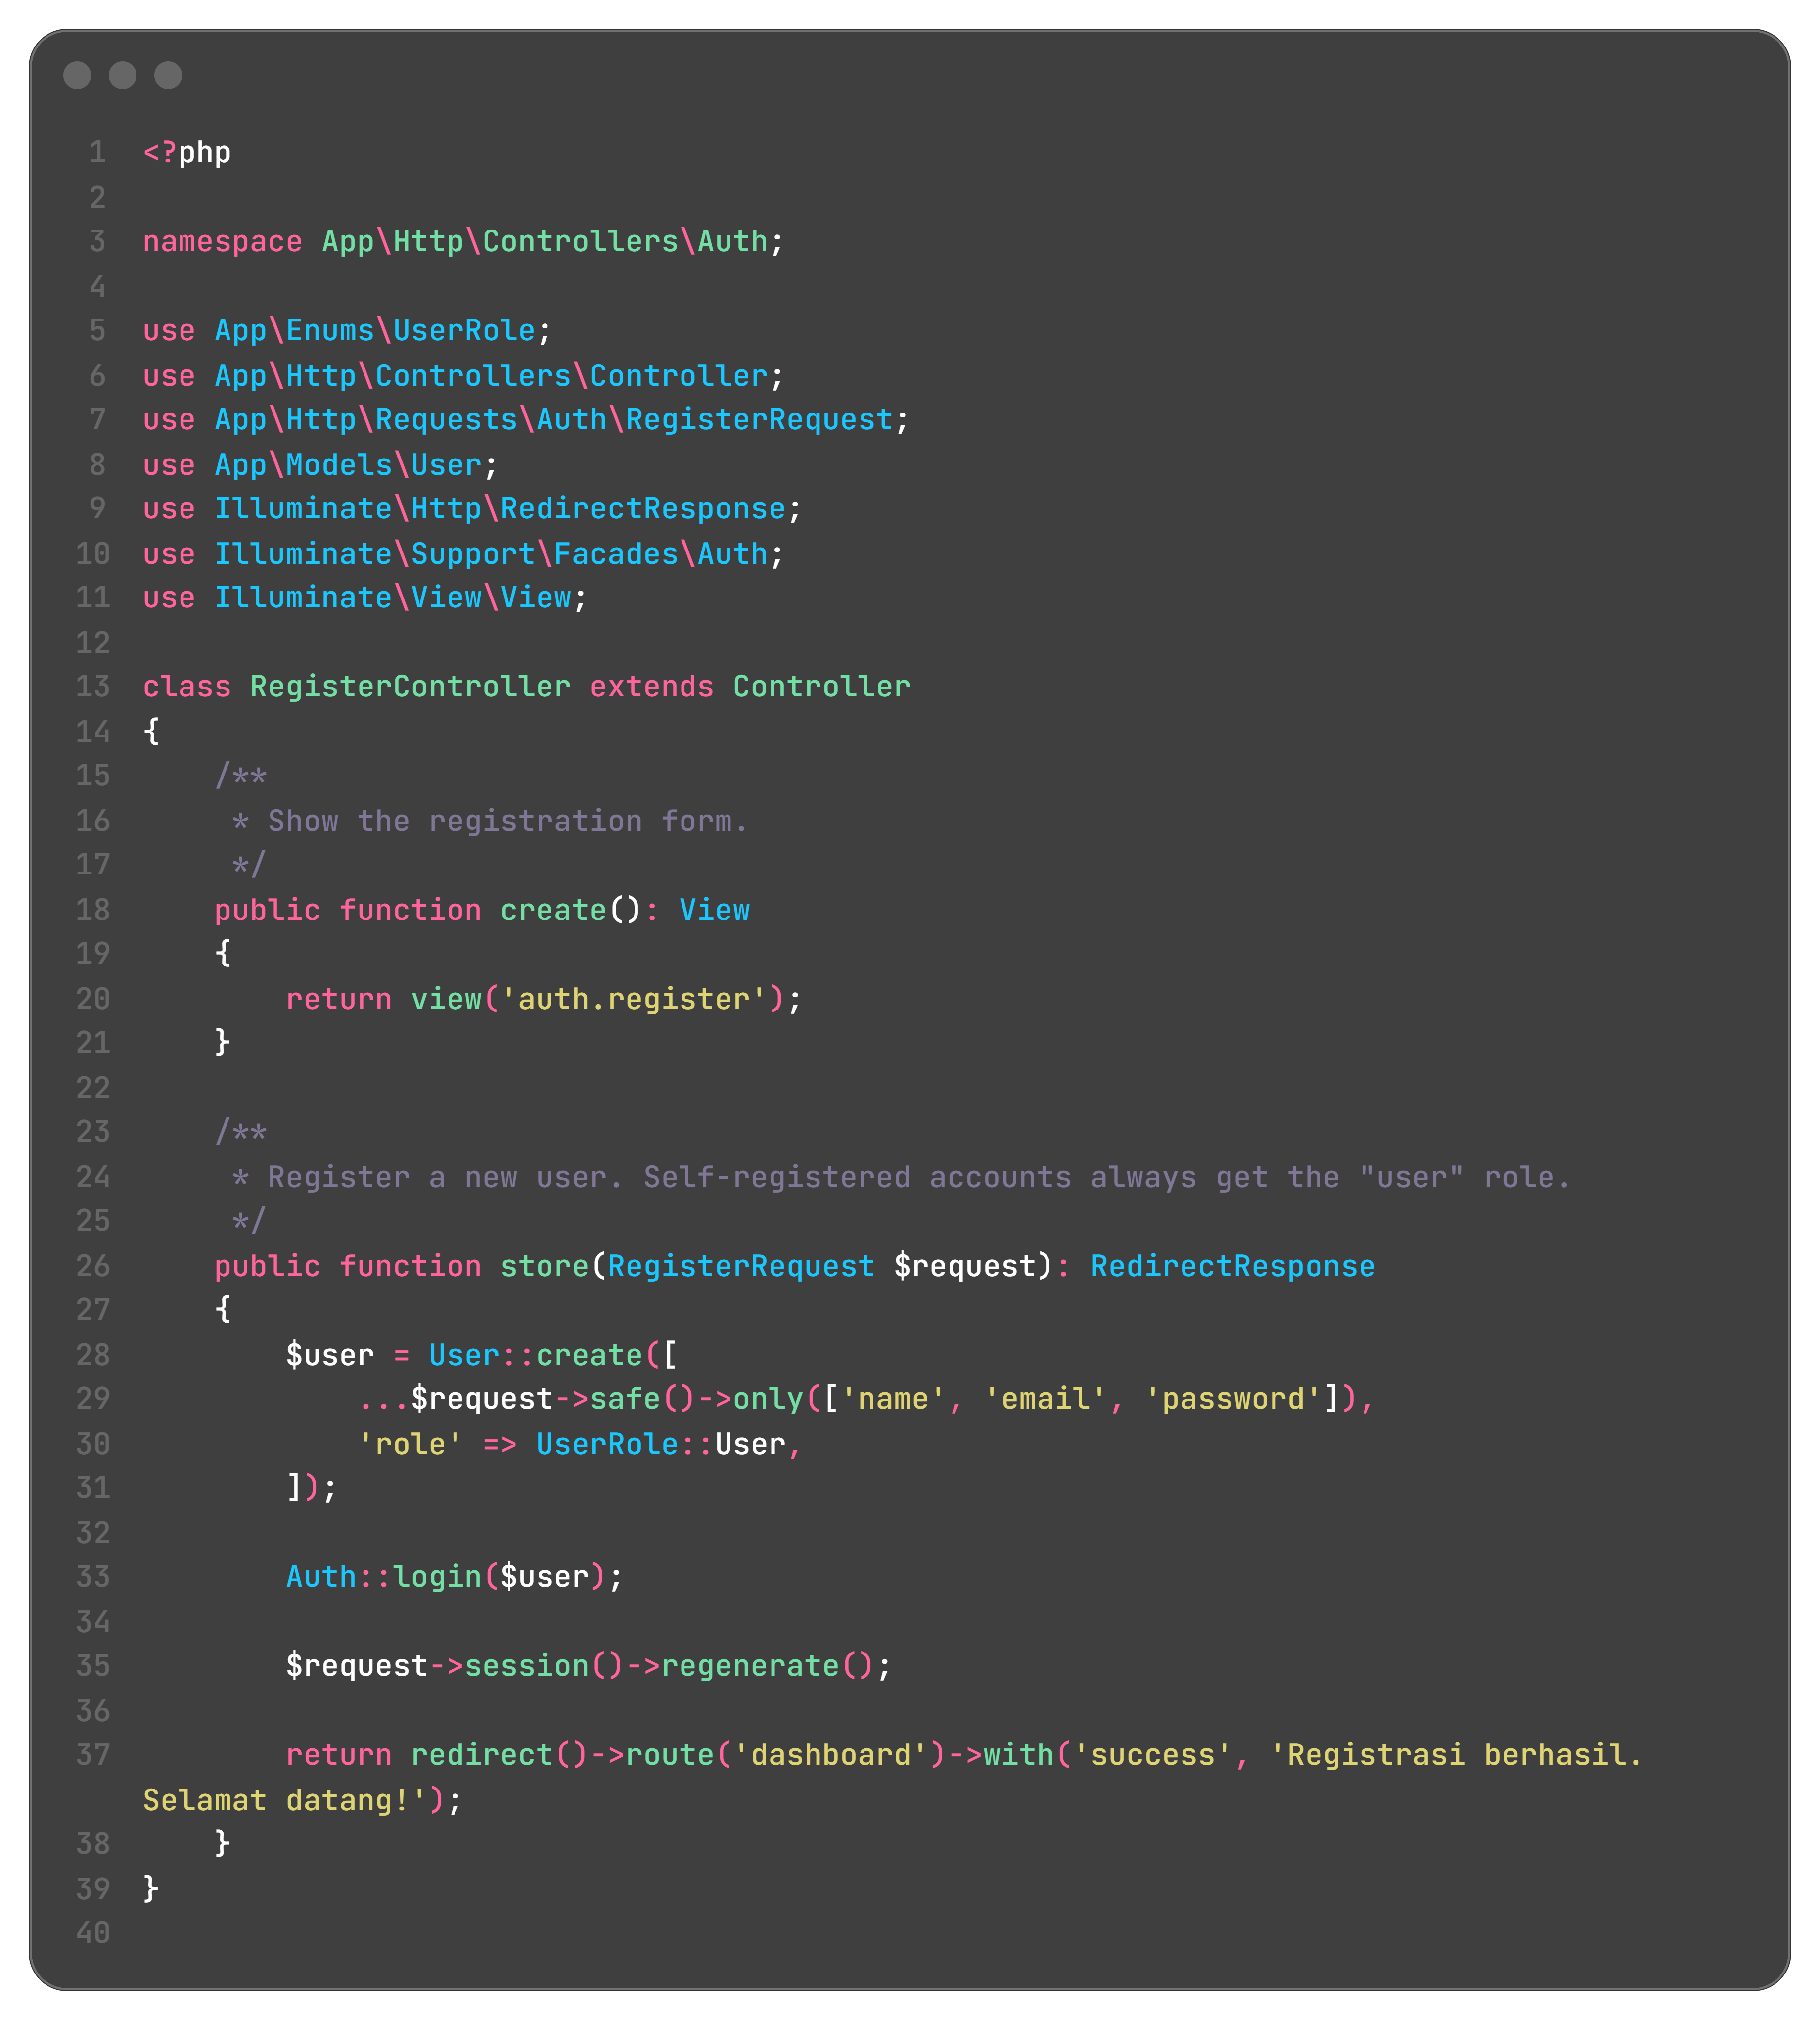 1 <?php
2
3 namespace App\Http\Controllers\Auth;
4
5 use App\Enums\UserRole;
6 use App\Http\Controllers\Controller;
7 use App\Http\Requests\Auth\RegisterRequest;
8 use App\Models\User;
9 use Illuminate\Http\RedirectResponse;
10 use Illuminate\Support\Facades\Auth;
11 use Illuminate\View\View;
12
13 class RegisterController extends Controller
14 {
15     /**
16      * Show the registration form.
17      */
18     public function create(): View
19     {
20         return view('auth.register');
21     }
22
23     /**
24      * Register a new user. Self-registered accounts always get the "user" role.
25      */
26     public function store(RegisterRequest $request): RedirectResponse
27     {
28         $user = User::create([
29             ...$request->safe()->only(['name', 'email', 'password']),
30             'role' => UserRole::User,
31         ]);
32
33         Auth::login($user);
34
35         $request->session()->regenerate();
36
37         return redirect()->route('dashboard')->with('success', 'Registrasi berhasil.
Selamat datang!');
38     }
39 }
40